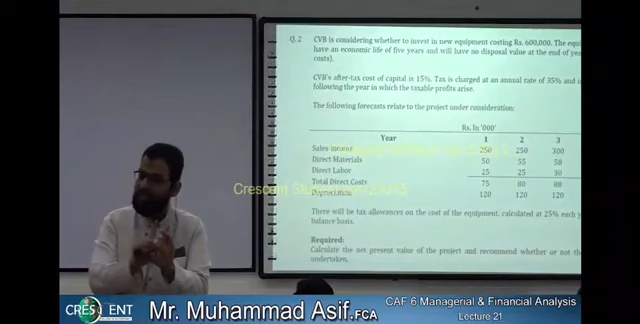 Q. 2 CVB is considering whether to invest in new equipment costing Rs. 600,000. The equi
have an economic life of five years and will have no disposal value at the end of yea
costs).
CVB's after-tax cost of capital is 15%. Tax is charged at an annual rate of 35% and i
following the year in which the taxable profits arise.
The following forecasts relate to the project under consideration:
Rs. In '000'
Year 1 2 3
Sales income 250 250 300
Direct Materials 50 55 58
Direct Labor 25 25 30
Total Direct Costs 75 80 88
Depreciation 120 120 120
There will be tax allowances on the cost of the equipment, calculated at 25% each y
balance basis.
Required:
Calculate the net present value of the project and recommend whether or not th
undertaken.
Crescent
CRESCENT
Mr. Muhammad Asif.FCA
CAF 6 Managerial & Financial Analysis
Lecture 21